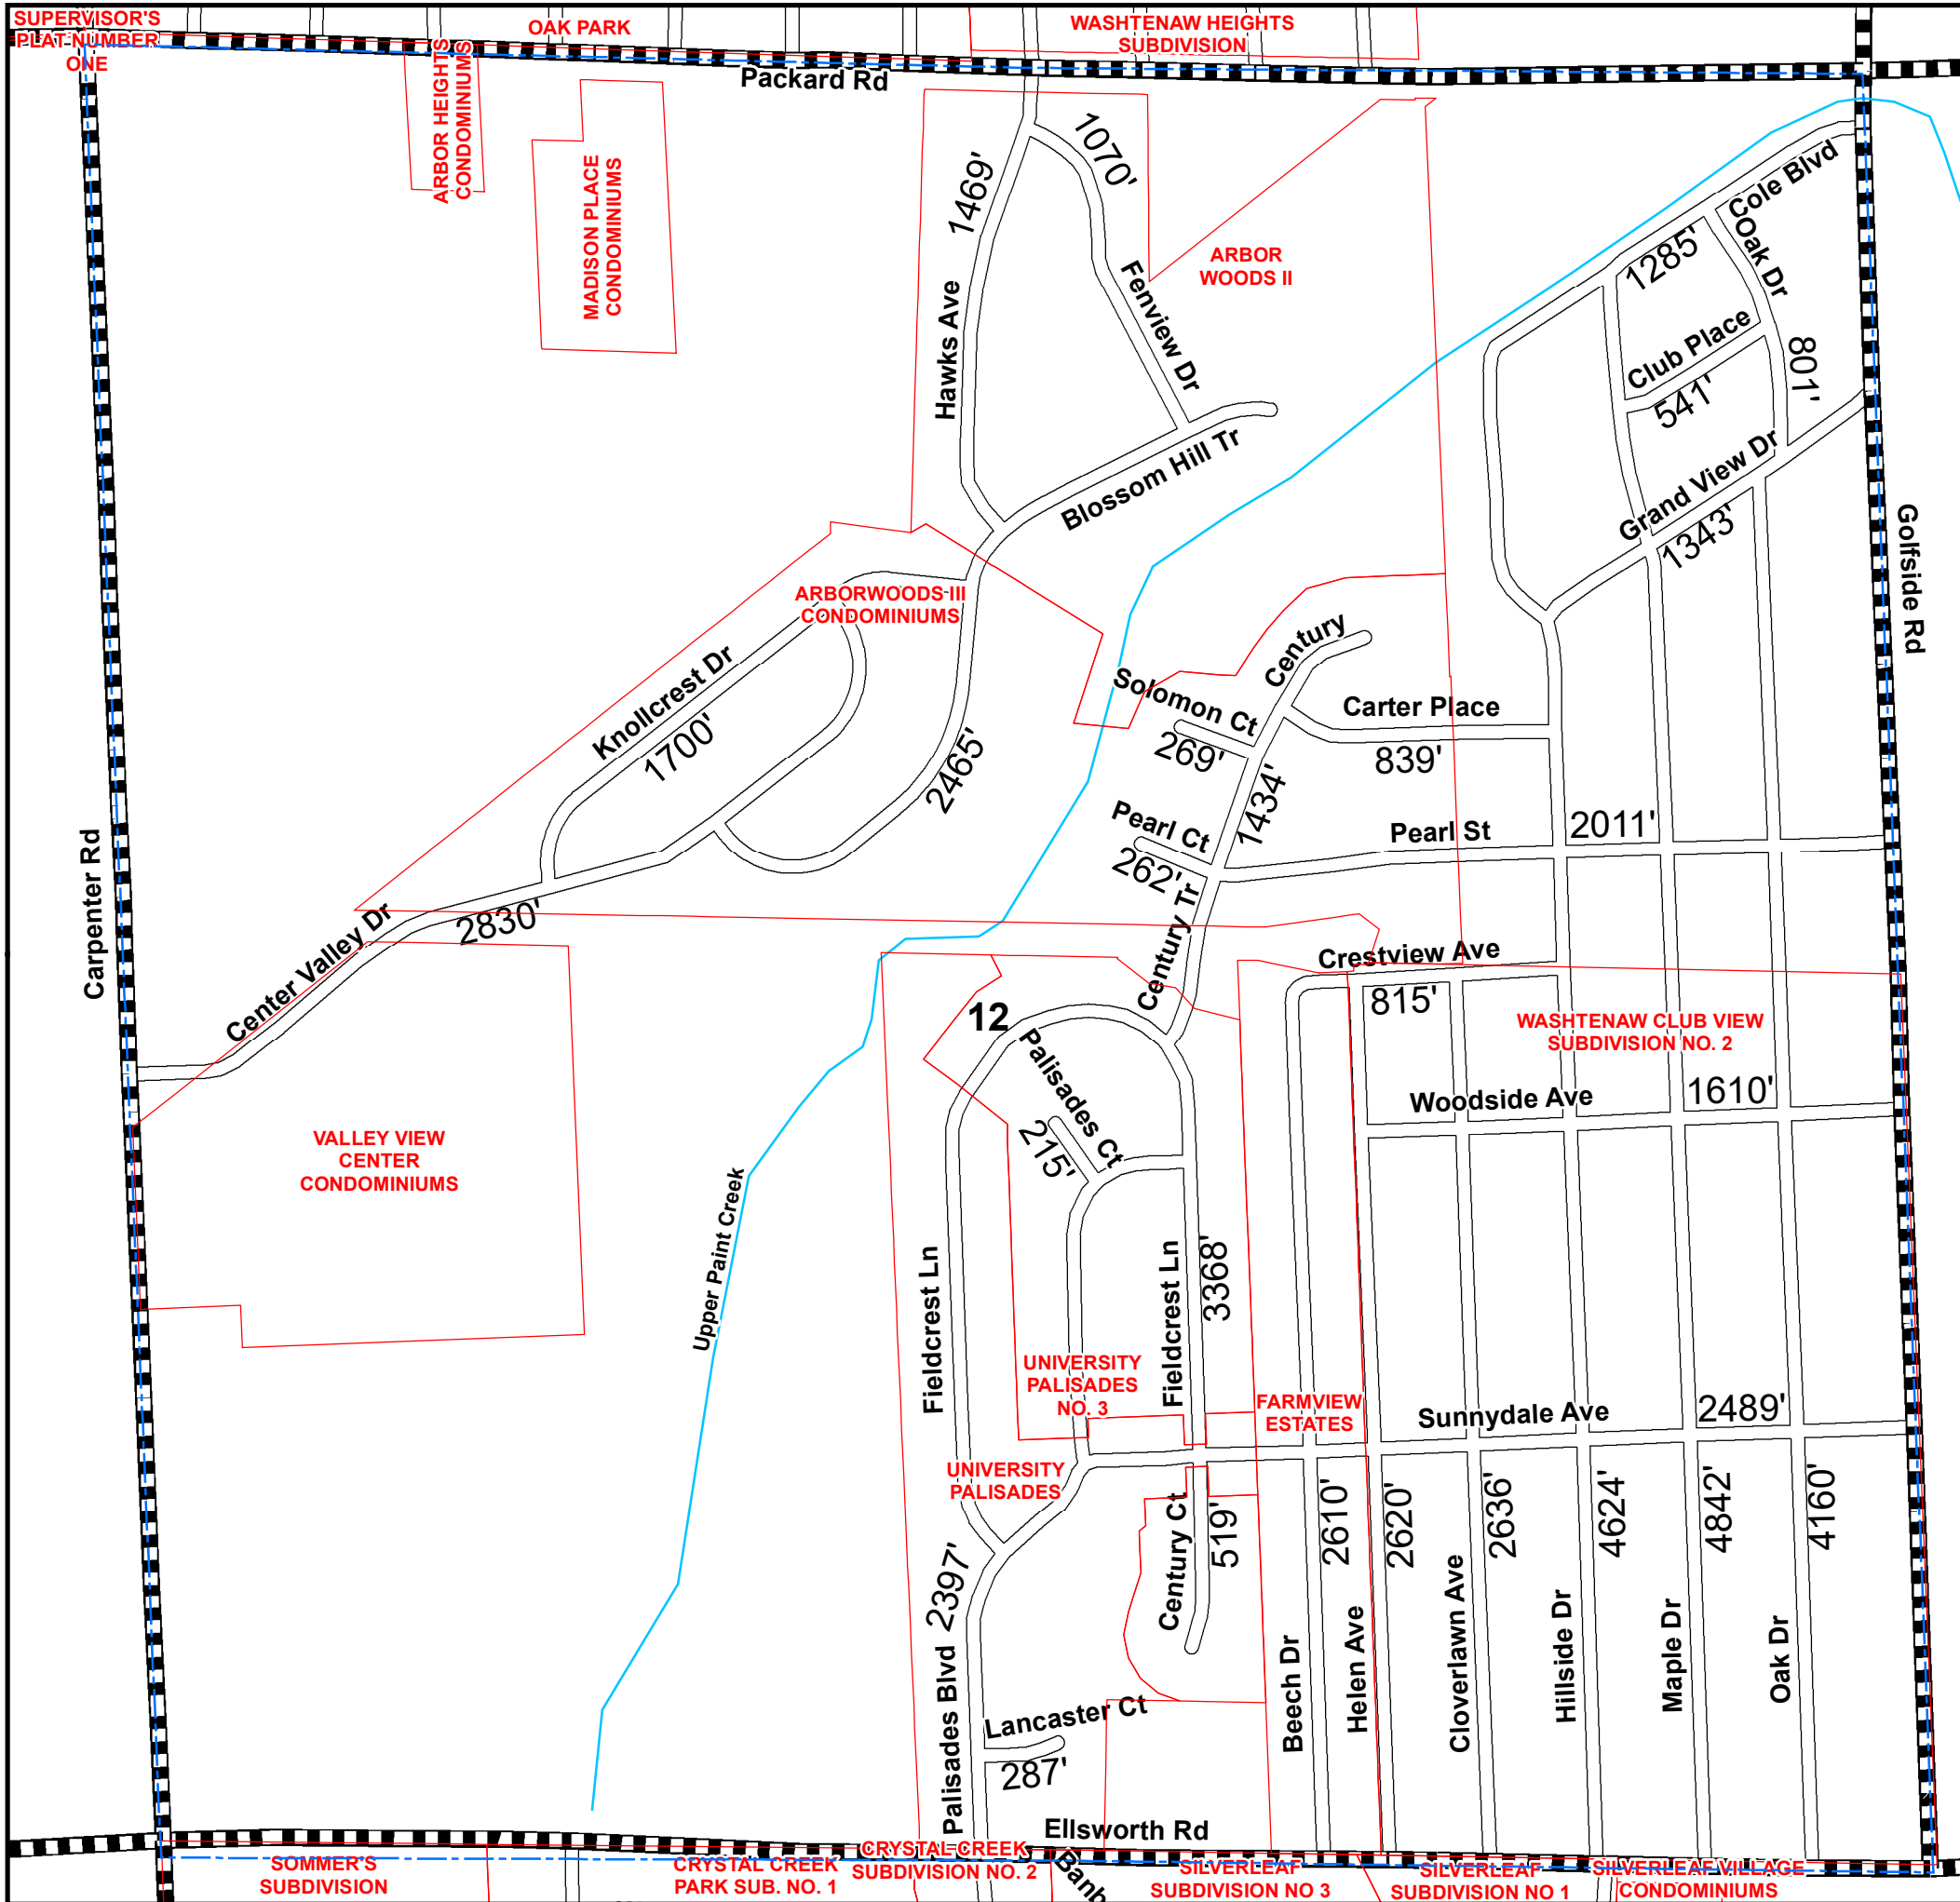 SUPERVISOR'S
PLAT NUMBER
ONE
OAK PARK
WASHTENAW HEIGHTS
SUBDIVISION
Packard Rd
ARBOR HEIGHTS
CONDOMINIUMS
MADISON PLACE
CONDOMINIUMS
1469'
1070'
Hawks Ave
Fenview Dr
ARBOR
WOODS II
Cole Blvd
Oak Dr
1285'
Club Place
541'
801'
Blossom Hill Tr
Grand View Dr
1343'
Golfside Rd
ARBORWOODS III
CONDOMINIUMS
Knollcrest Dr
1700'
2465'
Century
Solomon Ct
269'
Carter Place
839'
1434'
Pearl Ct
262'
Pearl St
2011'
Carpenter Rd
Center Valley Dr
2830'
Century Tr
Crestview Ave
815'
12
WASHTENAW CLUB VIEW
SUBDIVISION NO. 2
Palisades Ct
215'
Woodside Ave
1610'
VALLEY VIEW
CENTER
CONDOMINIUMS
Upper Paint Creek
Fieldcrest Ln
Fieldcrest Ln
3368'
UNIVERSITY
PALISADES
NO. 3
FARMVIEW
ESTATES
Sunnydale Ave
2489'
UNIVERSITY
PALISADES
2397'
Century Ct
519'
2610'
2620'
2636'
4624'
4842'
4160'
Palisades Blvd
Beech Dr
Helen Ave
Cloverlawn Ave
Hillside Dr
Maple Dr
Oak Dr
Lancaster Ct
287'
Ellsworth Rd
Banb
SOMMER'S
SUBDIVISION
CRYSTAL CREEK
PARK SUB. NO. 1
CRYSTAL CREEK
SUBDIVISION NO. 2
SILVERLEAF
SUBDIVISION NO 3
SILVERLEAF
SUBDIVISION NO 1
SILVERLEAF VILLAGE
CONDOMINIUMS